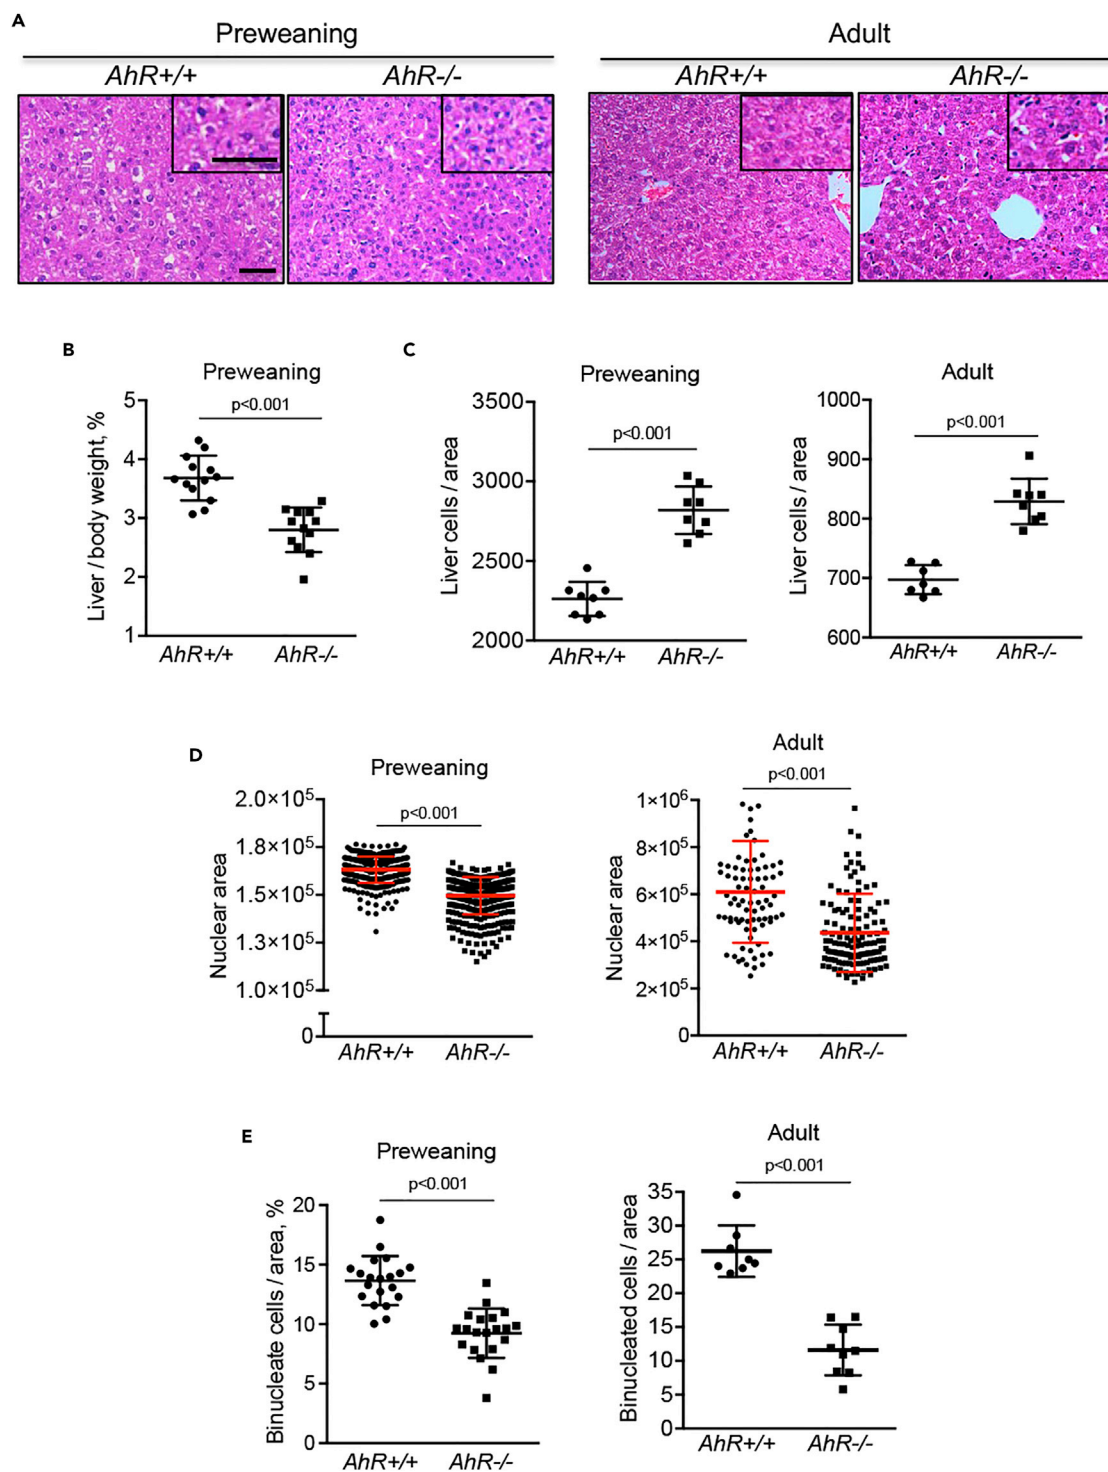 A
Preweaning
Adult
AhR+/+
AhR-/-
AhR+/+
AhR-/-
B
Preweaning
p<0.001
Liver / body weight, %
5
4
3
2
1
AhR+/+
AhR-/-
C
Preweaning
p<0.001
Liver cells / area
3500
3000
2500
2000
AhR+/+
AhR-/-
Adult
p<0.001
Liver cells / area
1000
900
800
700
600
AhR+/+
AhR-/-
D
Preweaning
p<0.001
Nuclear area
2.0×10⁵
1.8×10⁵
1.5×10⁵
1.3×10⁵
1.0×10⁵
0
AhR+/+
AhR-/-
Adult
p<0.001
Nuclear area
1×10⁶
8×10⁵
6×10⁵
4×10⁵
2×10⁵
0
AhR+/+
AhR-/-
E
Preweaning
p<0.001
Binucleate cells / area, %
20
15
10
5
0
AhR+/+
AhR-/-
Adult
p<0.001
Binucleated cells / area
35
30
25
20
15
10
5
0
AhR+/+
AhR-/-